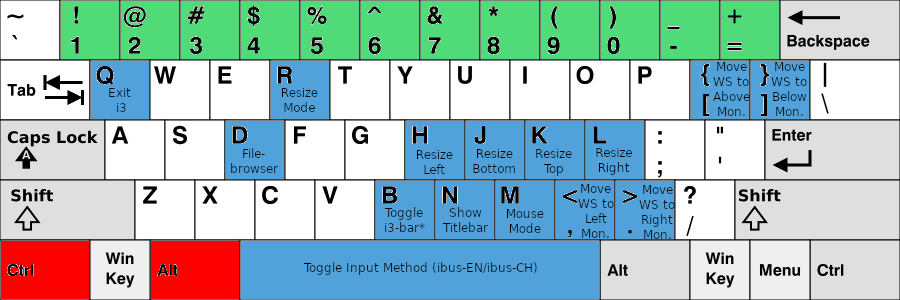 ~ ! @ # $ % ^ & * ( ) _ +
` 1 2 3 4 5 6 7 8 9 0 - = Backspace
Tab Q W E R T Y U I O P { Move } Move |
Exit Resize WS to WS to
i3 Mode [ Above ] Below \
Mon. Mon.
Caps Lock A S D F G H J K L : " Enter
A File- Resize Resize Resize Resize
browser Left Bottom Top Right ; '
Shift Z X C V B N M < Move > Move ? Shift
Toggle Show Mouse WS to WS to
i3-bar* Titlebar Mode , Left . Right /
Mon. Mon.
Ctrl Win Alt Toggle Input Method (ibus-EN/ibus-CH) Alt Win Menu Ctrl
Key Key